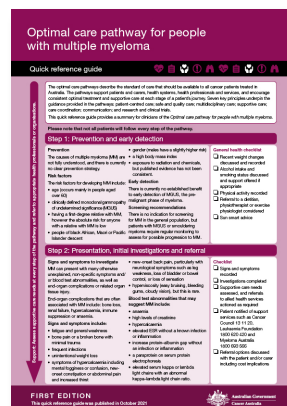 Optimal care pathway for people
with multiple myeloma
Quick reference guide
The optimal care pathways describe the standard of care that should be available to all cancer patients treated in
Australia. The pathways support patients and carers, health systems, health professionals and services, and encourage
consistent optimal treatment and supportive care at each stage of a patient's journey. Seven key principles underpin the
guidance provided in the pathways: patient-centred care; safe and quality care; multidisciplinary care; supportive care;
care coordination; communication; and research and clinical trials.
This quick reference guide provides a summary for clinicians of the Optimal care pathway for people with multiple myeloma.
Please note that not all patients will follow every step of the pathway.
Support: Assess supportive care needs at every step of the pathway and refer to appropriate health professionals or organisations.
Step 1: Prevention and early detection
Prevention
The causes of multiple myeloma (MM) are
not fully understood, and there is currently
no clear prevention strategy.
Risk factors
Risk factors for developing MM include:
• age (occurs mainly in people aged
over 60)
• clinically defined monoclonal gammopathy
of undetermined significance (MGUS)
• having a first-degree relative with MM,
however the absolute risk for anyone
with a relative with MM is low
• people of black African, Maori or Pacific
Islander descent
• gender (males have a slightly higher risk)
• a high body mass index
• exposure to radiation and chemicals, but
published evidence has not been
consistent.
Early detection
There is currently no established benefit
to early detection of MGUS, the pre-
malignant phase of myeloma.
Screening recommendations
There is no indication for screening
for MM in the general population, but
patients with MGUS or smouldering
myeloma require regular monitoring to
assess for possible progression to MM.
General health checklist
Recent weight changes
discussed and recorded
Alcohol intake and
smoking status discussed
and support offered if
appropriate
Physical activity recorded
Referral to a dietitian,
physiotherapist or exercise
physiologist considered
Sun smart advice
Step 2: Presentation, initial investigations and referral
Signs and symptoms to investigate
MM can present with many otherwise
unexplained, non-specific symptoms and/
or blood test abnormalities, as well as
end-organ complications or related organ
tissue injury.
End-organ complications that are often
associated with MM include: bone loss,
renal failure, hypercalcaemia, immune
suppression or anaemia.
Signs and symptoms include:
• fatigue and general weakness
• bone pain or a broken bone with
minimal trauma
• frequent infections
• unintentional weight loss
• symptoms of hypercalcaemia including
mental fogginess or confusion, new-
onset constipation or abdominal pain
and increased thirst
• new-onset back pain, particularly with
neurological symptoms such as leg
weakness, loss of bladder or bowel
control, or loss of sensation
• hyperviscosity (easy bruising, bleeding
gums, cloudy vision), but this is rare.
Blood test abnormalities that may
suggest MM include:
• anaemia
• high levels of creatinine
• hypercalcaemia
• elevated ESR without a known infection
or inflammation
• increase protein-albumin gap without
an infection or inflammation
• a paraprotein on serum protein
electrophoresis
• elevated serum kappa or lambda
light chains with an abnormal
kappa-lambda light chain ratio.
Checklist
Signs and symptoms
recorded
Investigations completed
Supportive care needs
assessed, and referrals
to allied health services
actioned as required
Patient notified of support
services such as Cancer
Council 13 11 20,
Leukaemia Foundation
1800 620 420 and
Myeloma Australia
1800 693 566
Referral options discussed
with the patient and/or carer
including cost implications
FIRST EDITION
This quick reference guide was published in October 2021
Australian Government
Cancer Australia